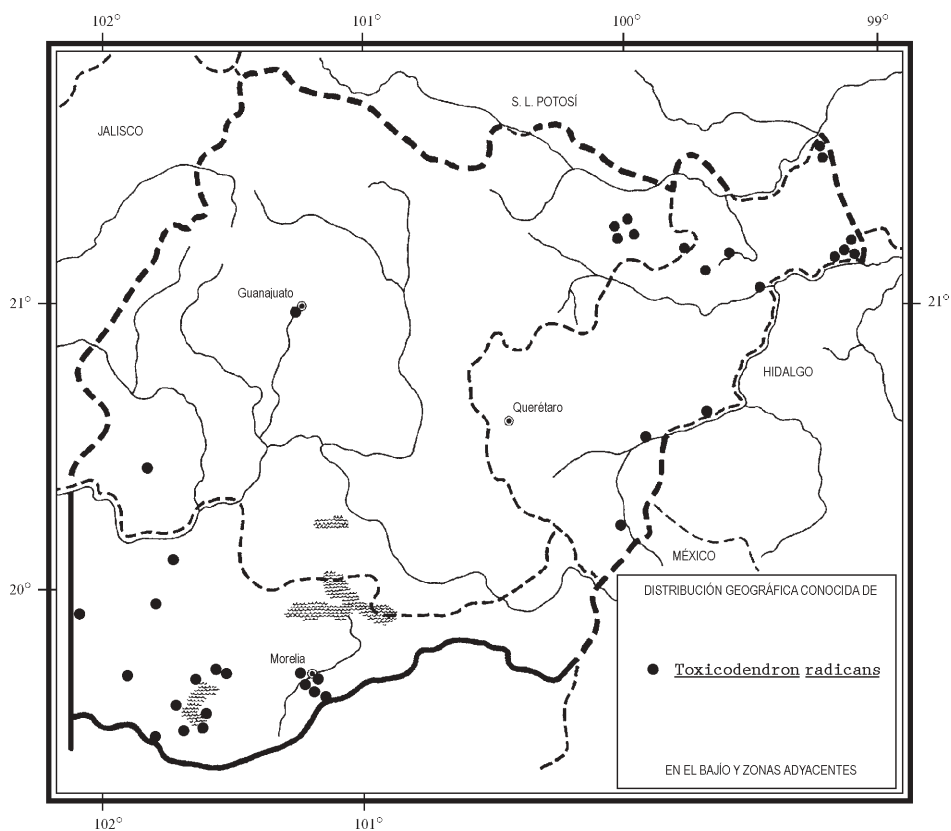 102°
101°
100°
99°
S. L. POTOSÍ
JALISCO
Guanajuato
21°
21°
HIDALGO
Querétaro
MÉXICO
20°
DISTRIBUCIÓN GEOGRÁFICA CONOCIDA DE
Morelia
Toxicodendron radicans
EN EL BAJÍO Y ZONAS ADYACENTES
102°
101°